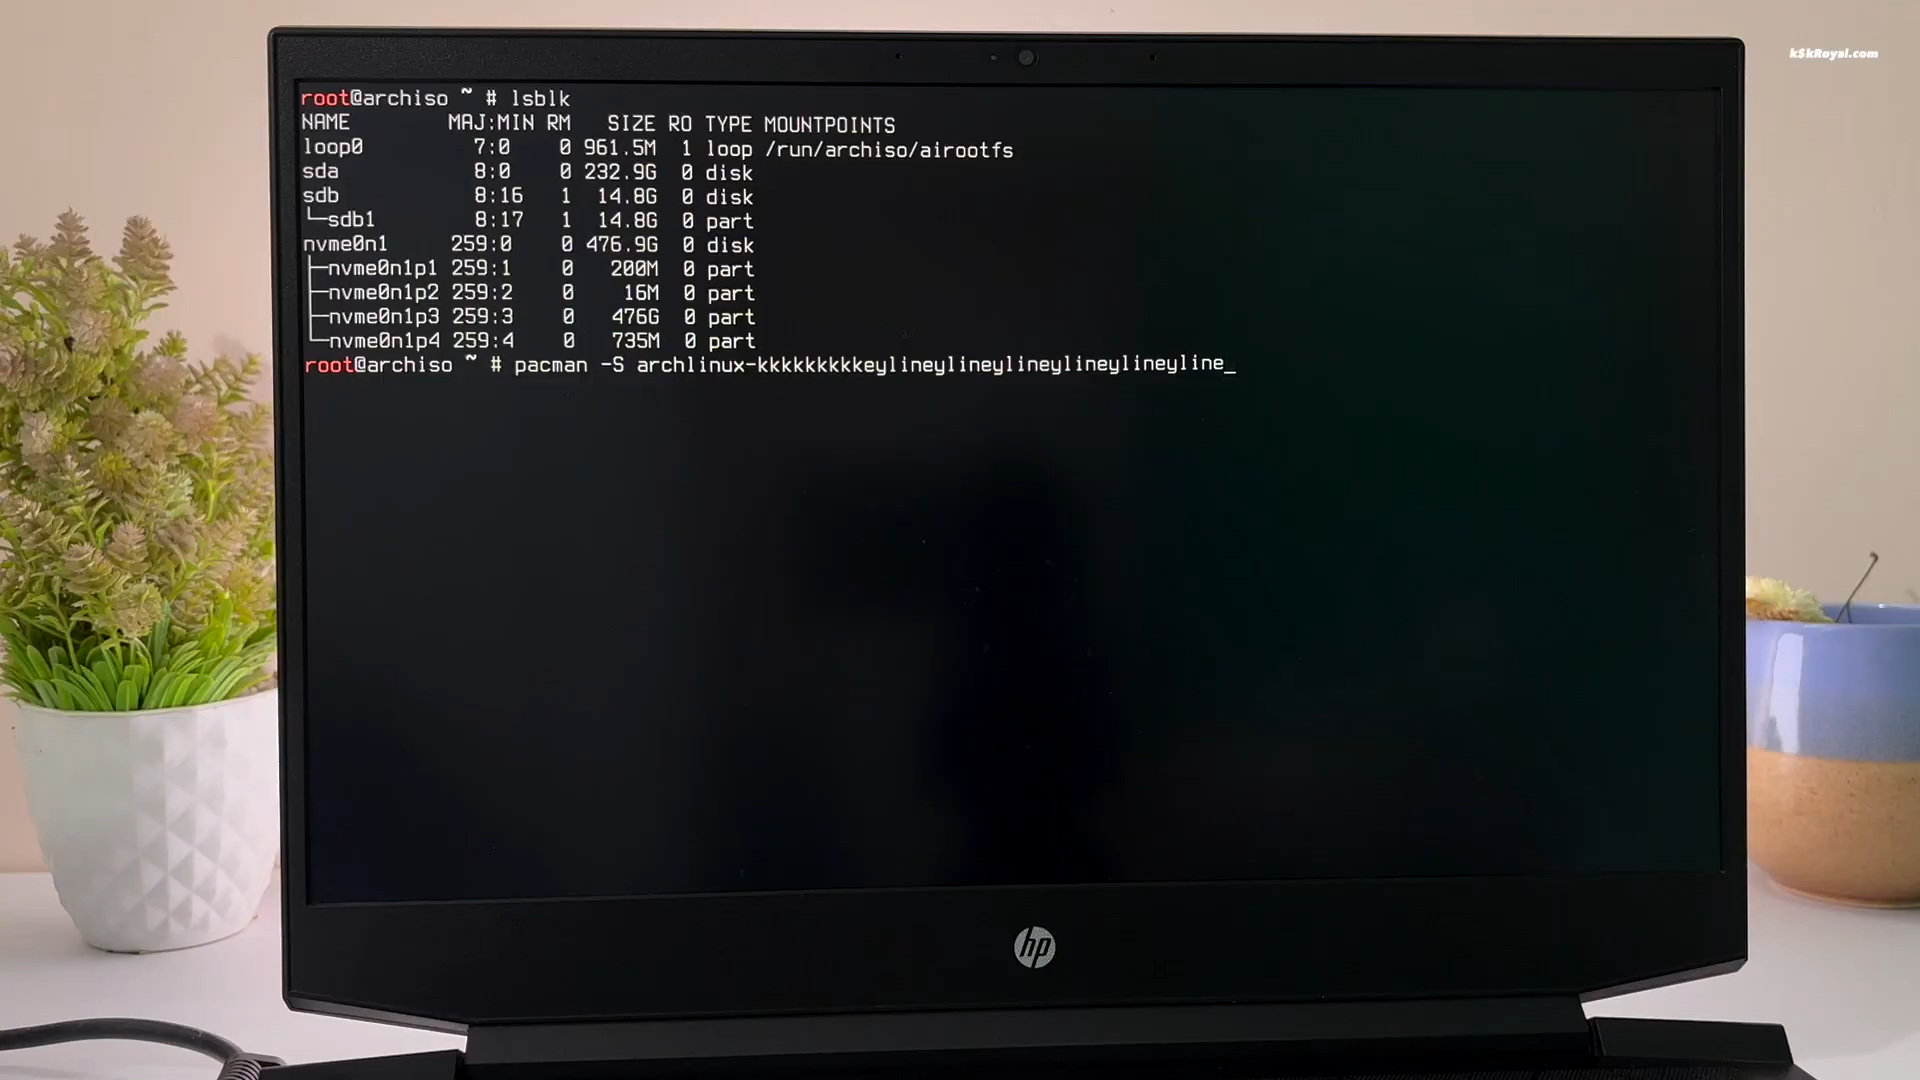 kskRoyal.com
root@archiso ~ # lsblk
NAME MAJ:MIN RM SIZE RO TYPE MOUNTPOINTS
loop0 7:0 0 961.5M 1 loop /run/archiso/airootfs
sda 8:0 0 232.9G 0 disk
sdb 8:16 1 14.8G 0 disk
└─sdb1 8:17 1 14.8G 0 part
nvme0n1 259:0 0 476.9G 0 disk
├─nvme0n1p1 259:1 0 200M 0 part
├─nvme0n1p2 259:2 0 16M 0 part
├─nvme0n1p3 259:3 0 476G 0 part
└─nvme0n1p4 259:4 0 735M 0 part
root@archiso ~ # pacman -S archlinux-kkkkkkkkkeylineylineylineylineylineyline_
hp